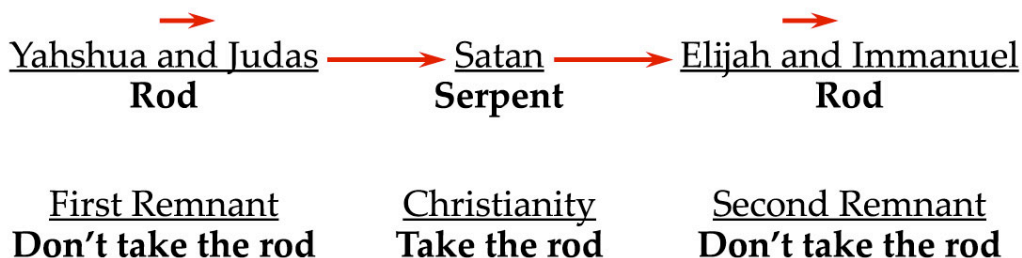 Yahshua and Judas Satan Elijah and Immanuel
Rod Serpent Rod
First Remnant Christianity Second Remnant
Don't take the rod Take the rod Don't take the rod